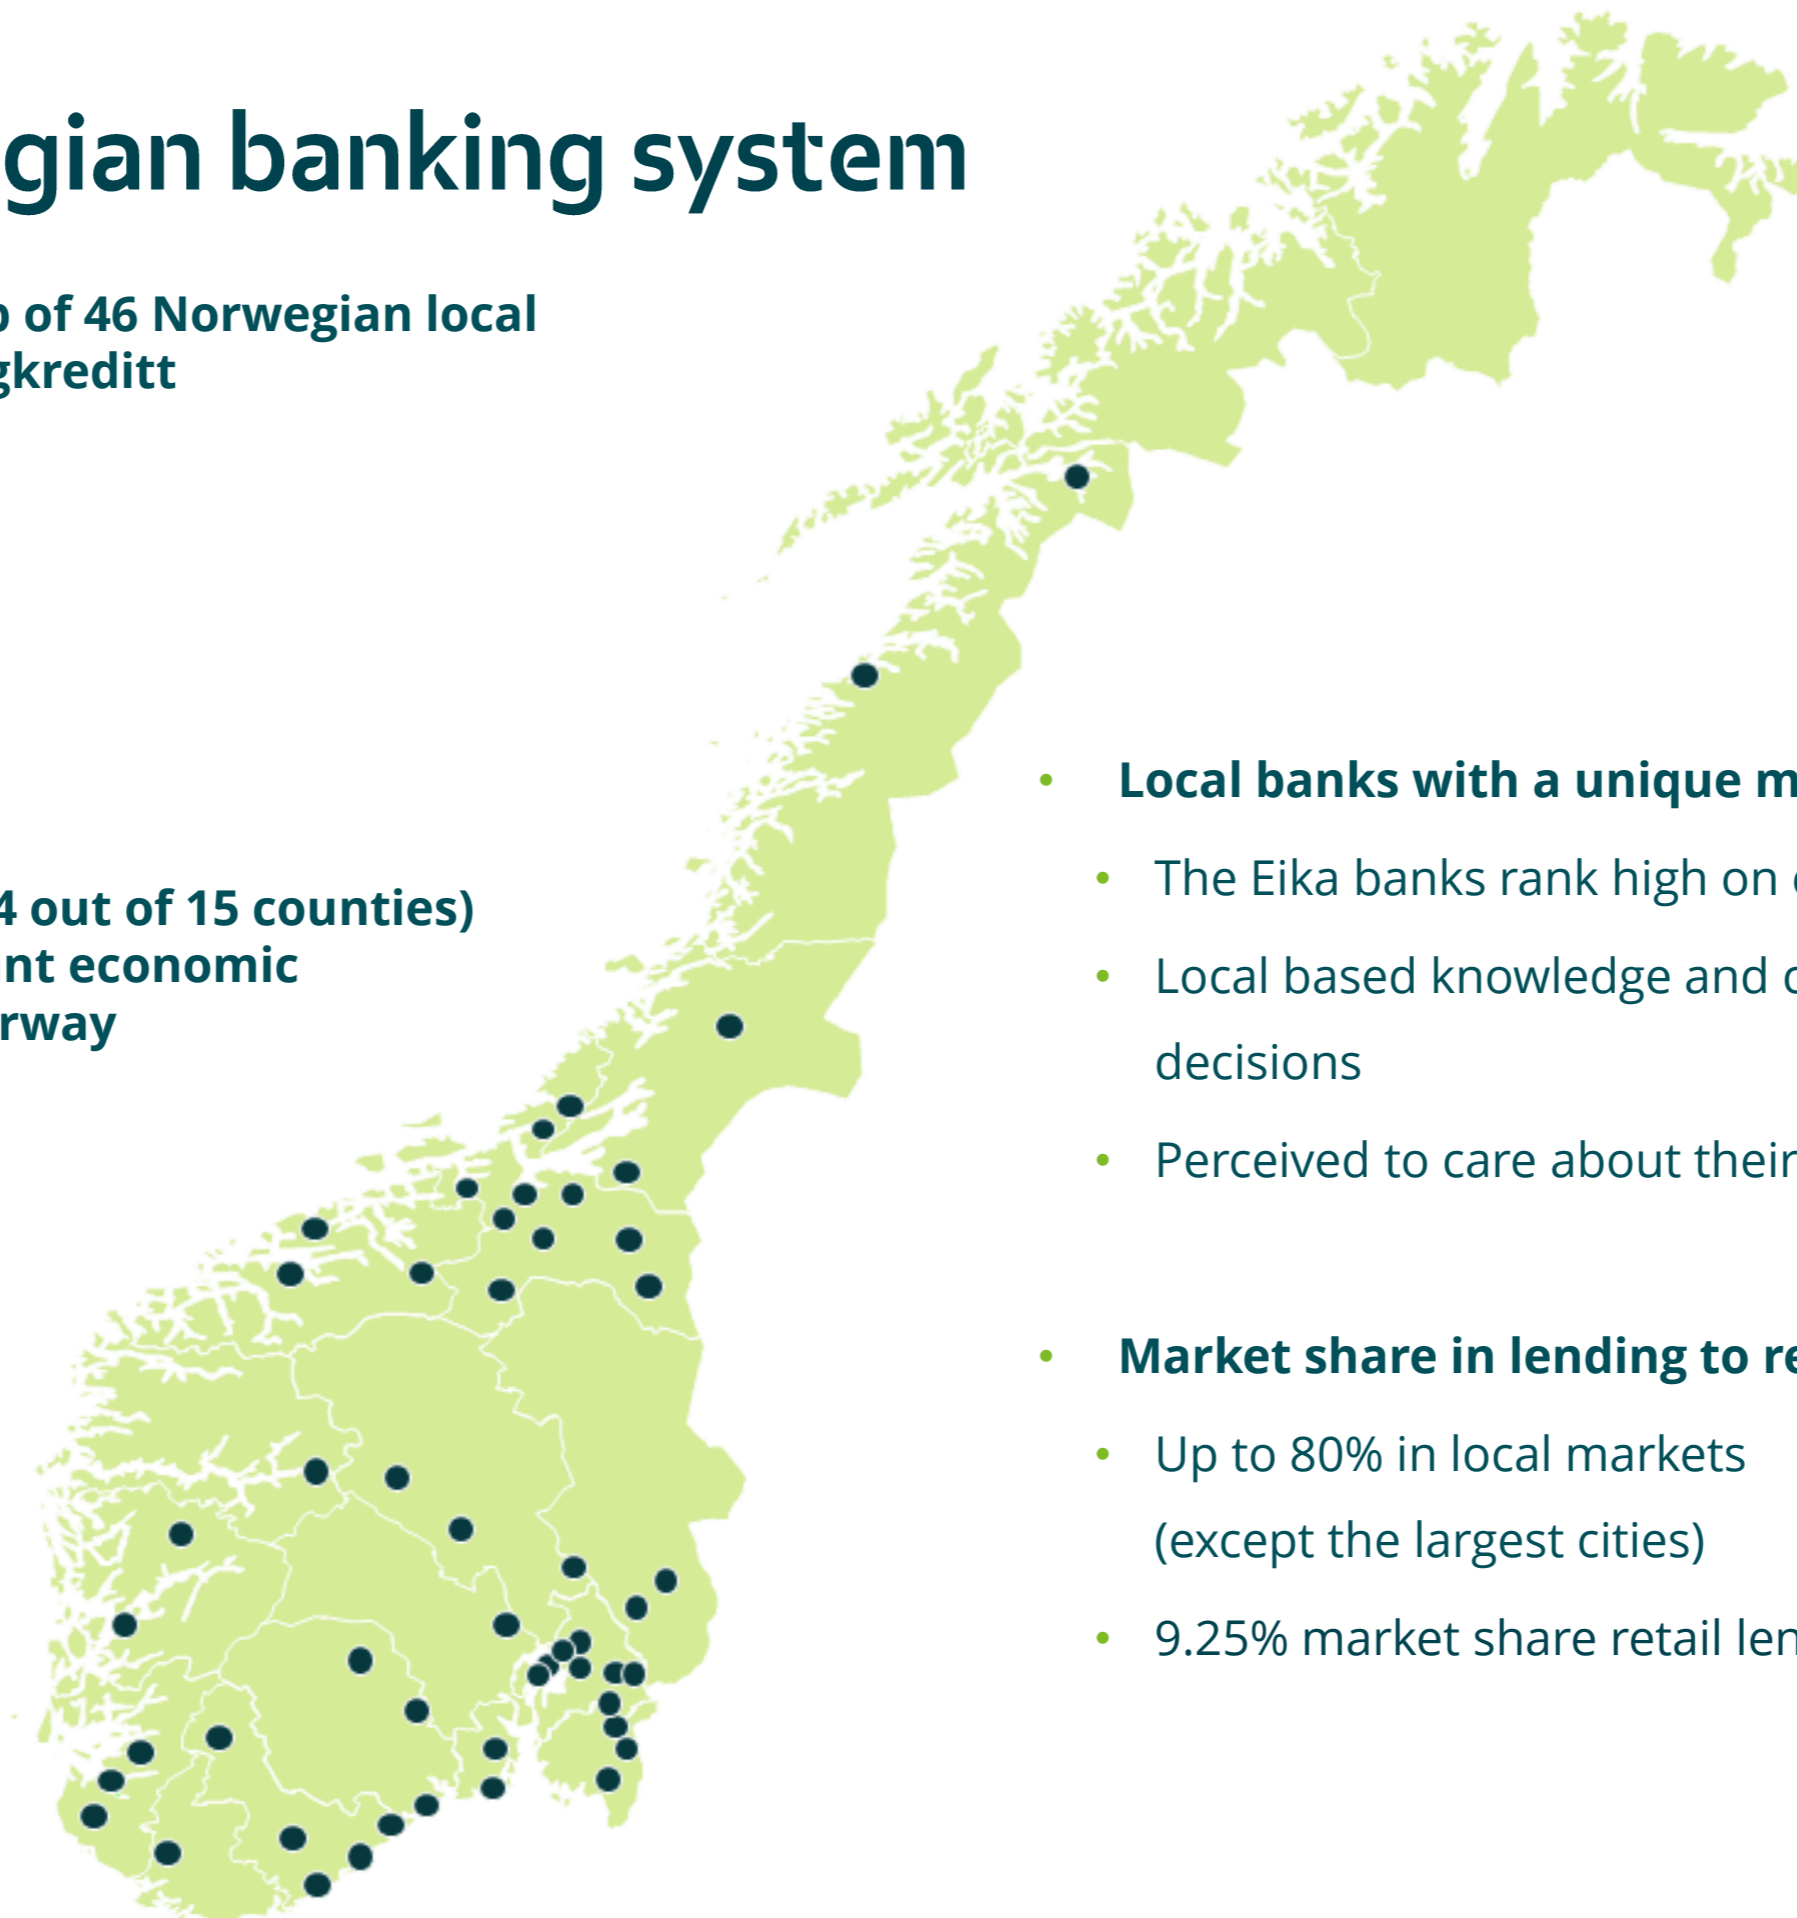 gian banking system
of 46 Norwegian local
gkreditt
4 out of 15 counties)
nt economic
rway
• Local banks with a unique m
• The Eika banks rank high on
• Local based knowledge and
decisions
• Perceived to care about their
• Market share in lending to re
• Up to 80% in local markets
(except the largest cities)
• 9.25% market share retail len